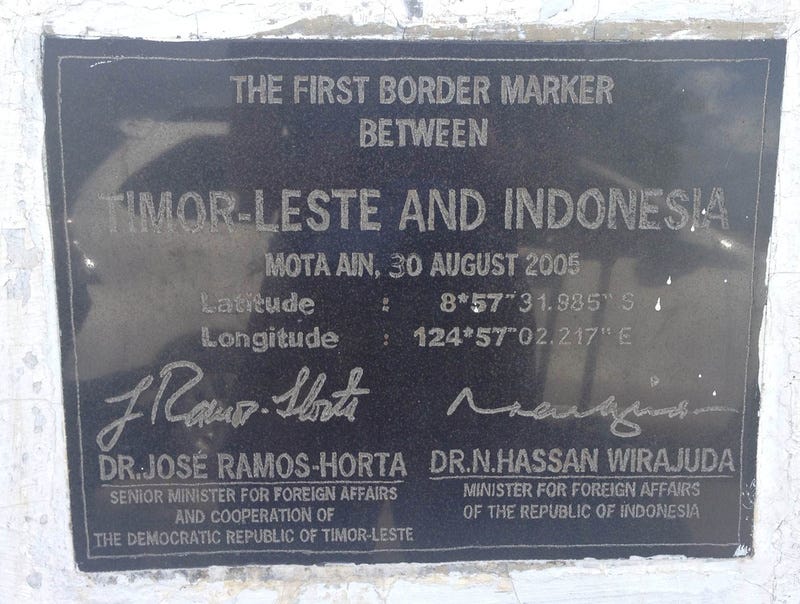 THE FIRST BORDER MARKER
BETWEEN
TIMOR-LESTE AND INDONESIA
MOTA AIN, 30 AUGUST 2005
Latitude : 8*57"31.985" S
Longitude : 124*57"02.217" E
J Ramos-Horta
DR.JOSÉ RAMOS-HORTA
SENIOR MINISTER FOR FOREIGN AFFAIRS
AND COOPERATION OF
THE DEMOCRATIC REPUBLIC OF TIMOR-LESTE
DR.N.HASSAN WIRAJUDA
MINISTER FOR FOREIGN AFFAIRS
OF THE REPUBLIC OF INDONESIA